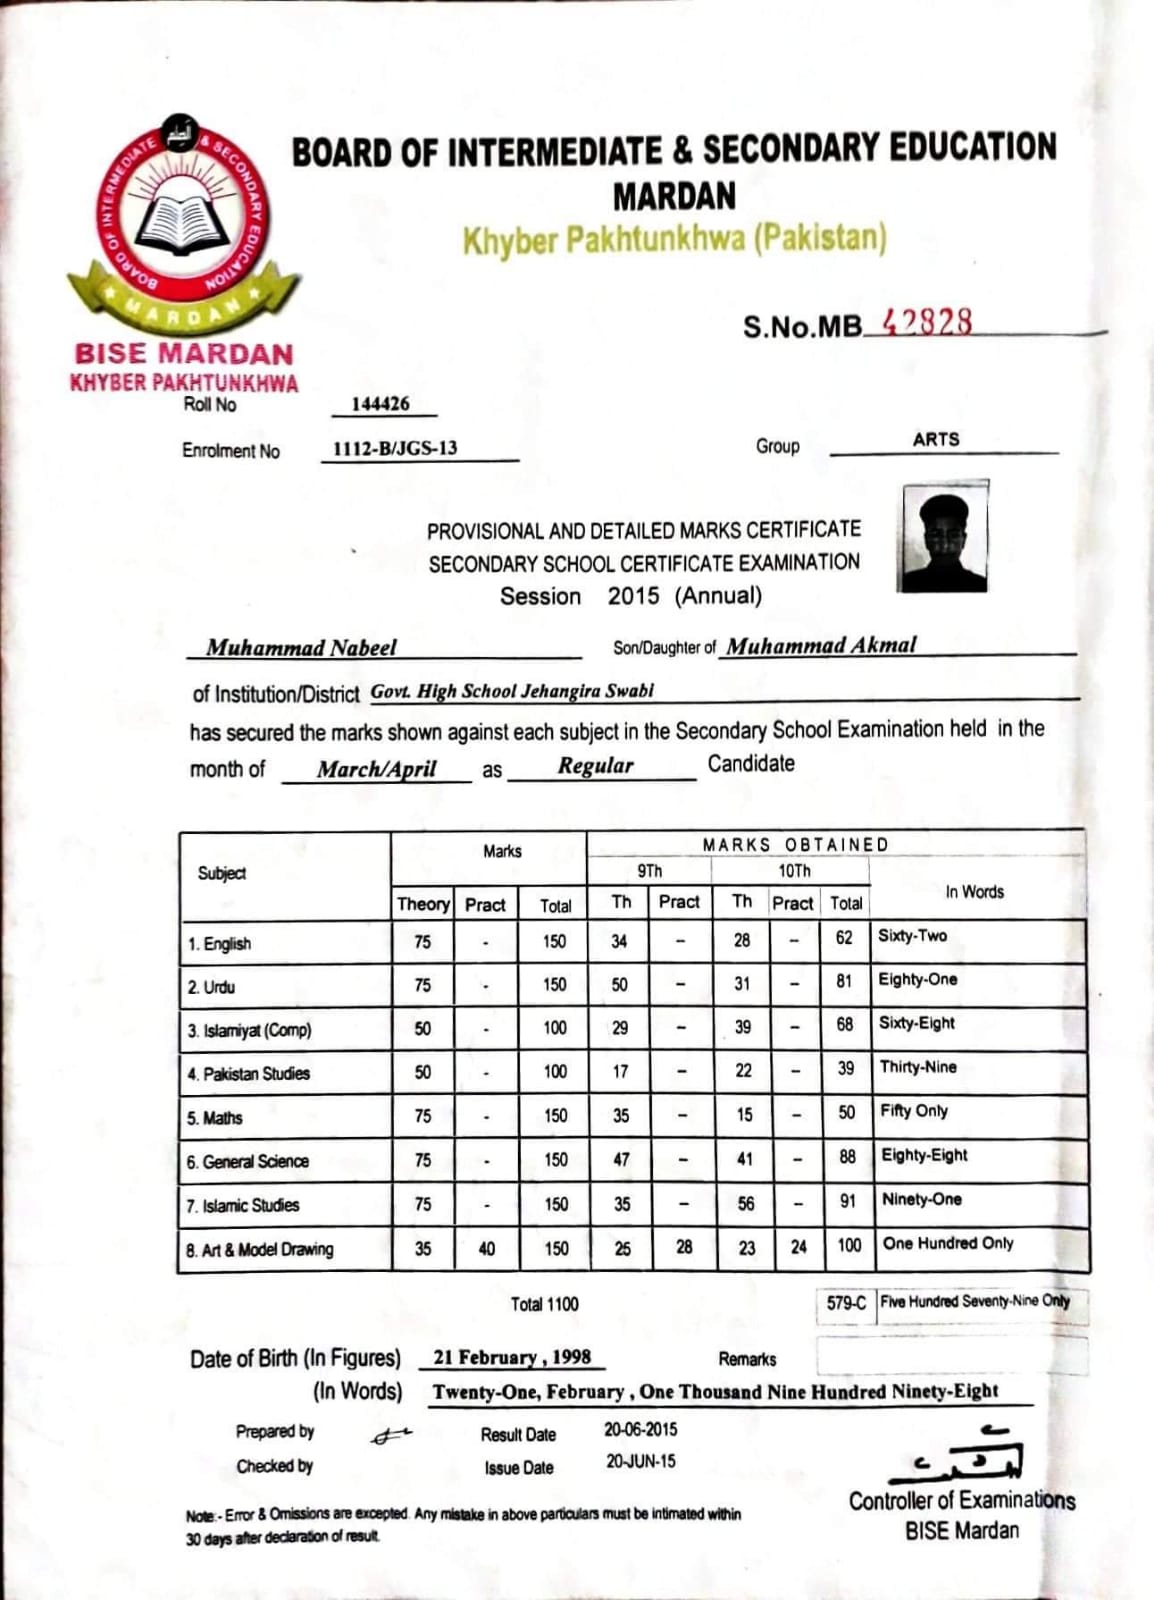 العلم
BOARD OF INTERMEDIATE & SECONDARY EDUCATION
MARDAN
BOARD OF INTERMEDIATE & SECONDARY EDUCATION
MARDAN
Khyber Pakhtunkhwa (Pakistan)
S.No.MB 42828
BISE MARDAN
KHYBER PAKHTUNKHWA
Roll No 144426
Enrolment No 1112-B/JGS-13 Group ARTS
PROVISIONAL AND DETAILED MARKS CERTIFICATE
SECONDARY SCHOOL CERTIFICATE EXAMINATION
Session 2015 (Annual)
Muhammad Nabeel Son/Daughter of Muhammad Akmal
of Institution/District Govt. High School Jehangira Swabi
has secured the marks shown against each subject in the Secondary School Examination held in the
month of March/April as Regular Candidate
Subject Marks MARKS OBTAINED
9Th 10Th In Words
Theory Pract Total Th Pract Th Pract Total
1. English 75 - 150 34 – 28 – 62 Sixty-Two
2. Urdu 75 - 150 50 – 31 – 81 Eighty-One
3. Islamiyat (Comp) 50 - 100 29 – 39 – 68 Sixty-Eight
4. Pakistan Studies 50 - 100 17 – 22 – 39 Thirty-Nine
5. Maths 75 - 150 35 – 15 – 50 Fifty Only
6. General Science 75 - 150 47 – 41 – 88 Eighty-Eight
7. Islamic Studies 75 - 150 35 – 56 – 91 Ninety-One
8. Art & Model Drawing 35 40 150 25 28 23 24 100 One Hundred Only
Total 1100 579-C Five Hundred Seventy-Nine Only
Date of Birth (In Figures) 21 February , 1998 Remarks
(In Words) Twenty-One, February , One Thousand Nine Hundred Ninety-Eight
Prepared by Result Date 20-06-2015
Checked by Issue Date 20-JUN-15
Controller of Examinations
BISE Mardan
Note:- Error & Omissions are excepted. Any mistake in above particulars must be intimated within
30 days after declaration of result.